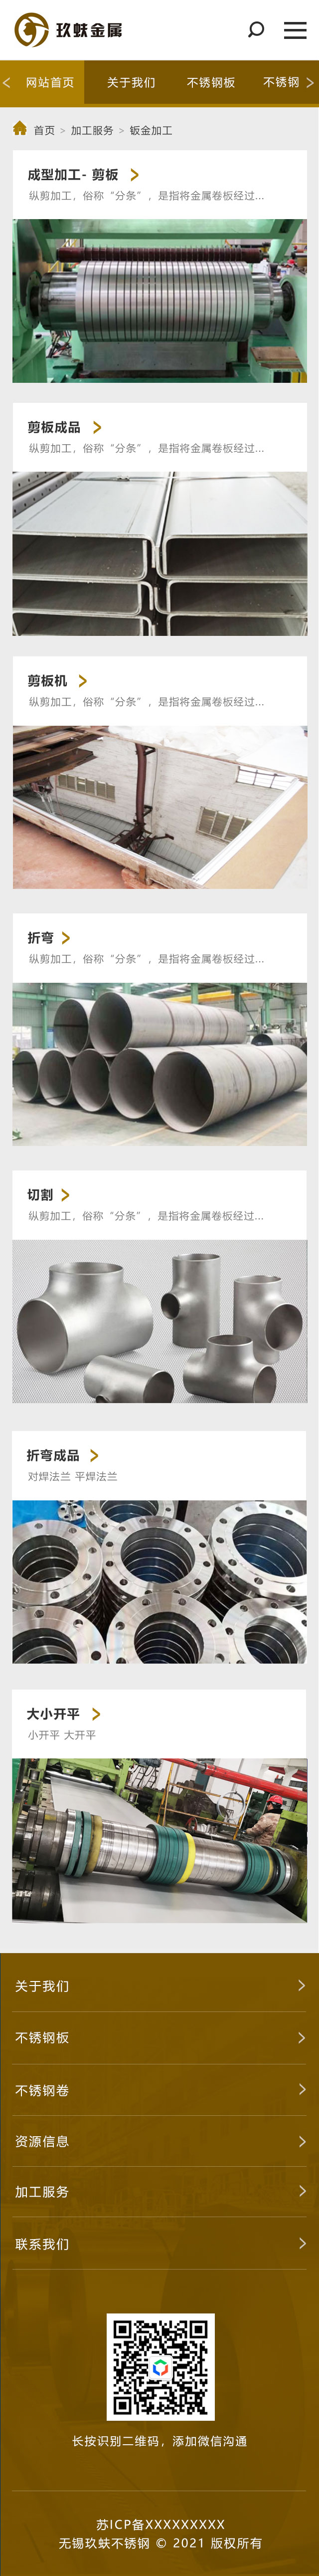 玖蚨金属
网站首页 关于我们 不锈钢板 不锈钢
首页 > 加工服务 > 钣金加工
成型加工- 剪板
纵剪加工，俗称“分条”，是指将金属卷板经过...
剪板成品
纵剪加工，俗称“分条”，是指将金属卷板经过...
剪板机
纵剪加工，俗称“分条”，是指将金属卷板经过...
折弯
纵剪加工，俗称“分条”，是指将金属卷板经过...
切割
纵剪加工，俗称“分条”，是指将金属卷板经过...
折弯成品
对焊法兰 平焊法兰
大小开平
小开平 大开平
关于我们
不锈钢板
不锈钢卷
资源信息
加工服务
联系我们
长按识别二维码，添加微信沟通
苏ICP备XXXXXXXXX
无锡玖蚨不锈钢 © 2021 版权所有